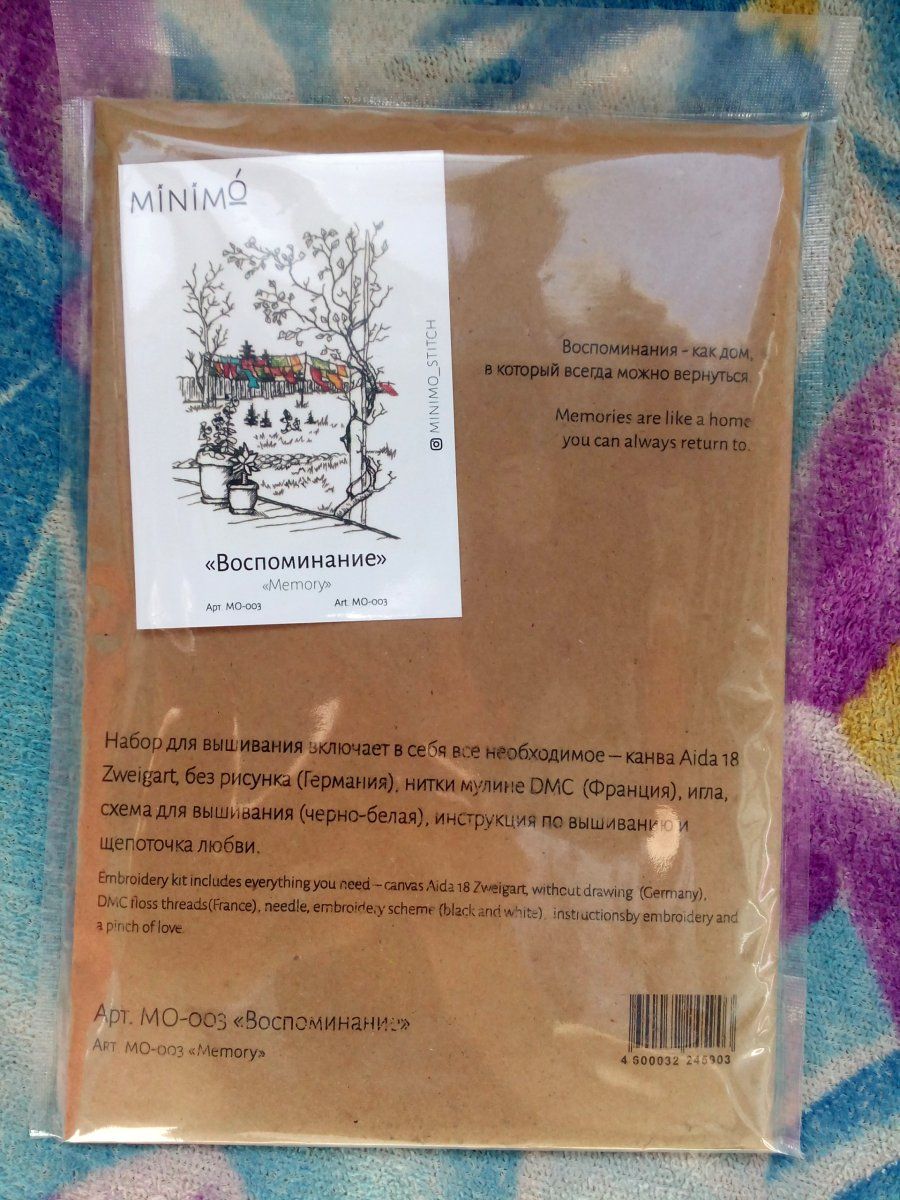 MINIMÓ
MINIMO_STITCH
«Воспоминание»
«Memory»
Арт. МО-003 Art. MO-003
Воспоминания - как дом,
в который всегда можно вернуться.
Memories are like a home
you can always return to.
Набор для вышивания включает в себя все необходимое – канва Aida 18
Zweigart, без рисунка (Германия), нитки мулине DMC (Франция), игла,
схема для вышивания (черно-белая), инструкция по вышиванию и
щепоточка любви.
Embroidery kit includes everything you need – canvas Aida 18 Zweigart, without drawing (Germany),
DMC floss threads(France), needle, embroidery scheme (black and white), instructionsby embroidery and
a pinch of love.
Арт. МО-003 «Воспоминание»
Арт. МО-003 «Memory»
4 600032 245903